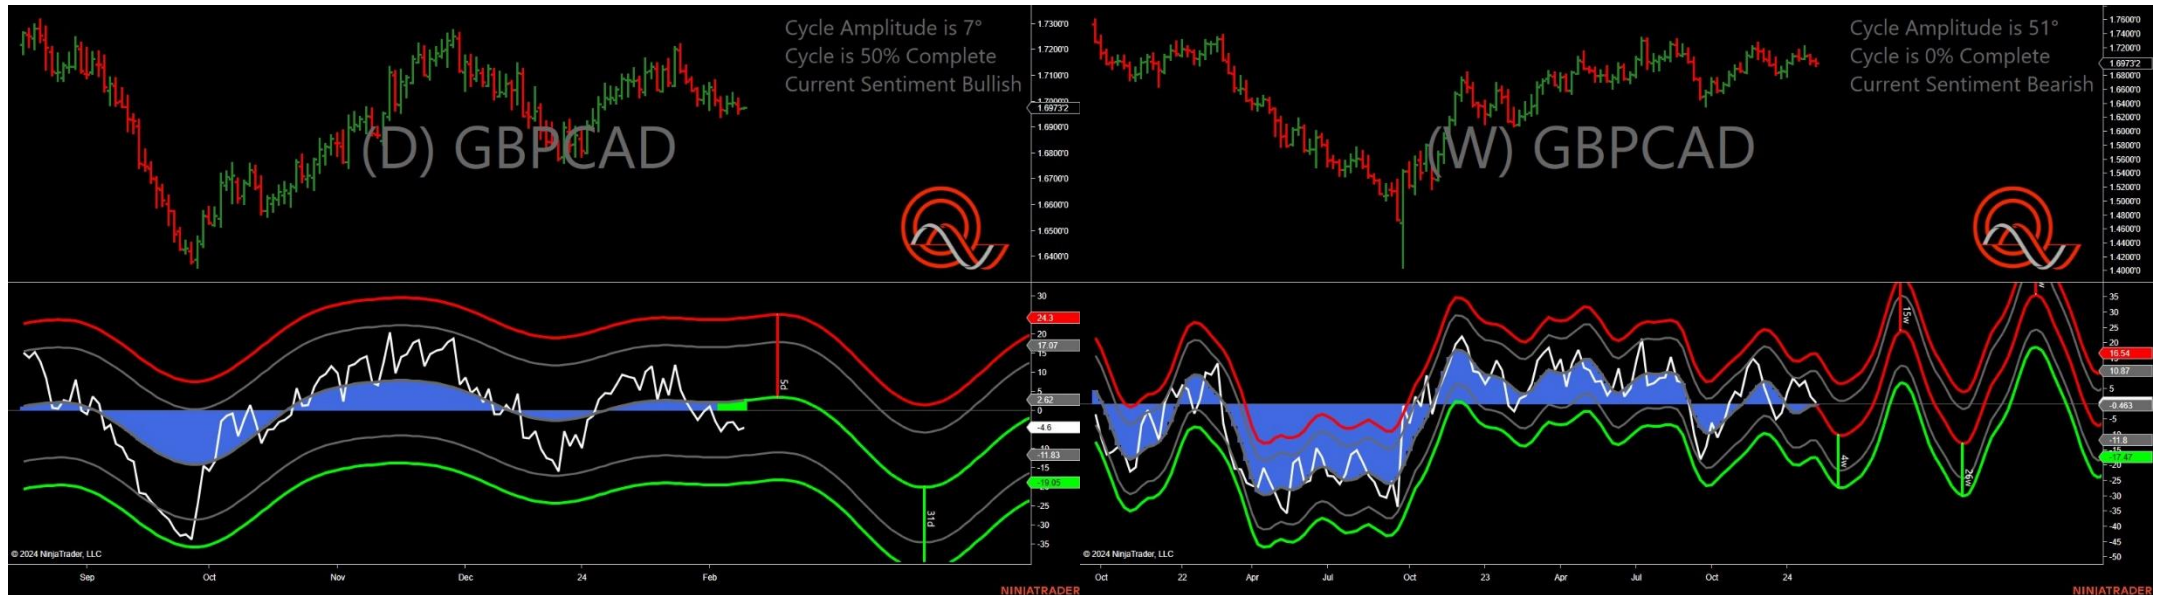 Cycle Amplitude is 7°
Cycle is 50% Complete
Current Sentiment Bullish
(D) GBPCAD
1.7300'0
1.7200'0
1.7100'0
1.6973'2
1.6900'0
1.6800'0
1.6700'0
1.6600'0
1.6500'0
1.6400'0
30
24.3
20
17.07
15
10
5
2.62
0
-4.6
-11.83
-15
-19.05
-25
-30
-35
5d
31d
© 2024 NinjaTrader, LLC
Sep
Oct
Nov
Dec
24
Feb
NINJATRADER
Cycle Amplitude is 51°
Cycle is 0% Complete
Current Sentiment Bearish
(W) GBPCAD
1.7600'0
1.7400'0
1.7200'0
1.6973'2
1.6800'0
1.6600'0
1.6400'0
1.6200'0
1.6000'0
1.5800'0
1.5600'0
1.5400'0
1.5200'0
1.5000'0
1.4800'0
1.4600'0
1.4400'0
1.4200'0
1.4000'0
35
30
25
20
16.54
10.87
5
-0.463
-5
-11.8
-17.47
-25
-30
-35
-40
-45
-50
4w
15w
26w
w
© 2024 NinjaTrader, LLC
Oct
22
Apr
Jul
Oct
23
Apr
Jul
Oct
24
NINJATRADER